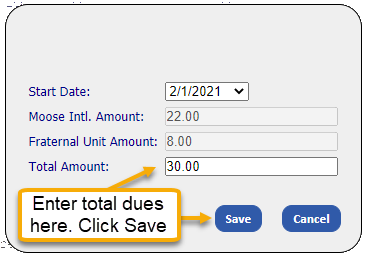 Start Date: 2/1/2021
Moose Intl. Amount: 22.00
Fraternal Unit Amount: 8.00
Total Amount: 30.00
Enter total dues
here. Click Save
Save Cancel